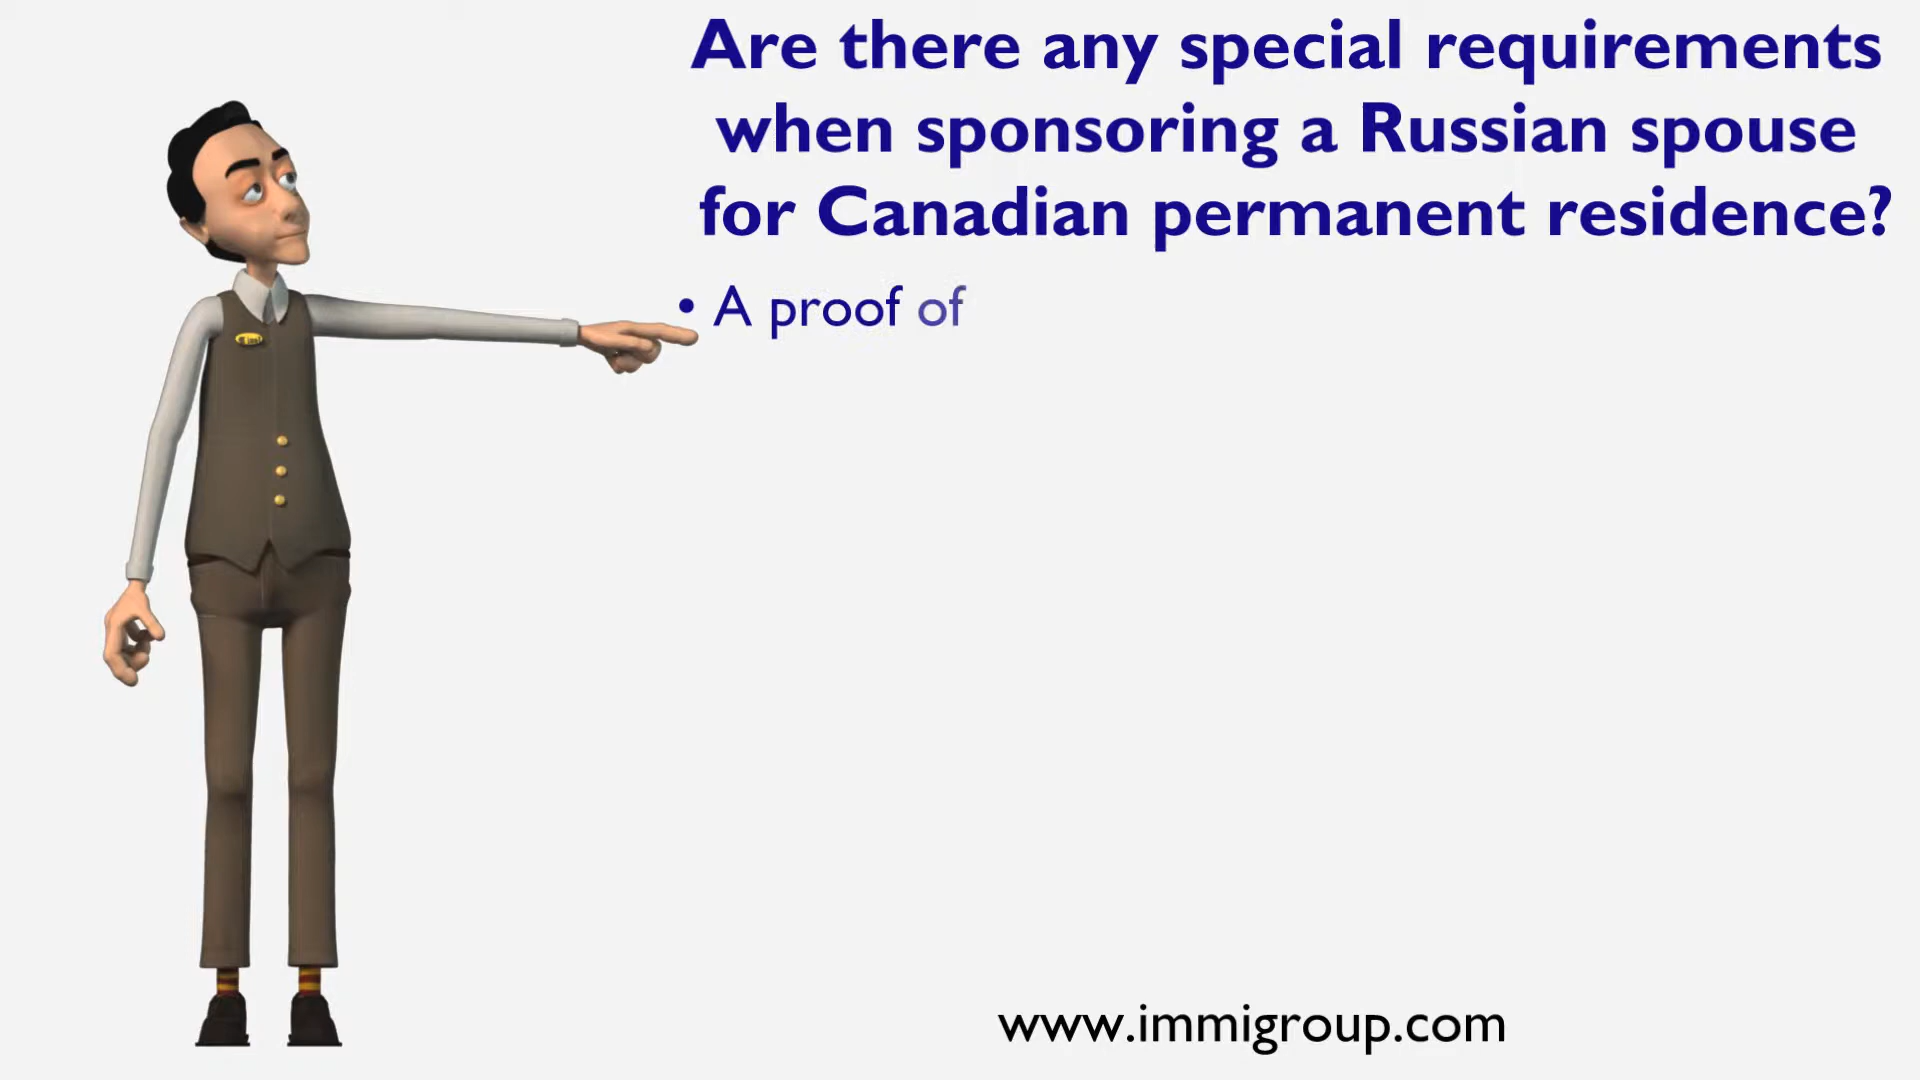 Are there any special requirements
when sponsoring a Russian spouse
for Canadian permanent residence?
• A proof of
www.immigroup.com